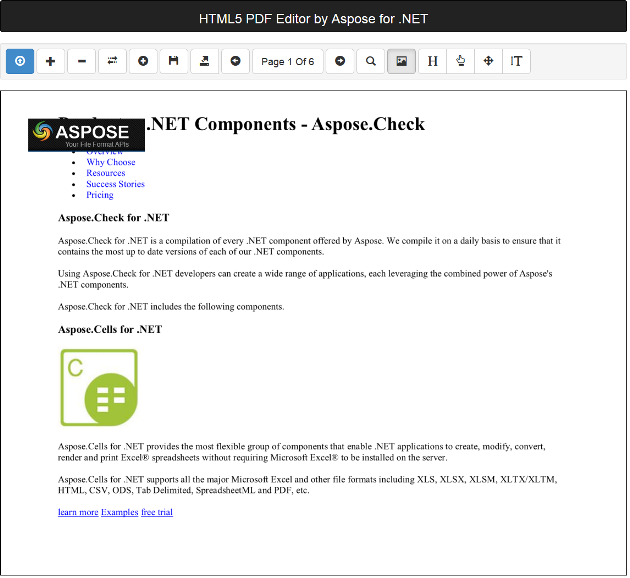 HTML5 PDF Editor by Aspose for .NET
Page 1 Of 6
H
T
.NET Components - Aspose.Check
ASPOSE
Your File Format APIs
Overview
Why Choose
Resources
Success Stories
Pricing
Aspose.Check for .NET
Aspose.Check for .NET is a compilation of every .NET component offered by Aspose. We compile it on a daily basis to ensure that it
contains the most up to date versions of each of our .NET components.
Using Aspose.Check for .NET developers can create a wide range of applications, each leveraging the combined power of Aspose's
.NET components.
Aspose.Check for .NET includes the following components.
Aspose.Cells for .NET
C
Aspose.Cells for .NET provides the most flexible group of components that enable .NET applications to create, modify, convert,
render and print Excel® spreadsheets without requiring Microsoft Excel® to be installed on the server.
Aspose.Cells for .NET supports all the major Microsoft Excel and other file formats including XLS, XLSX, XLSM, XLTX/XLTM,
HTML, CSV, ODS, Tab Delimited, SpreadsheetML and PDF, etc.
learn more Examples free trial